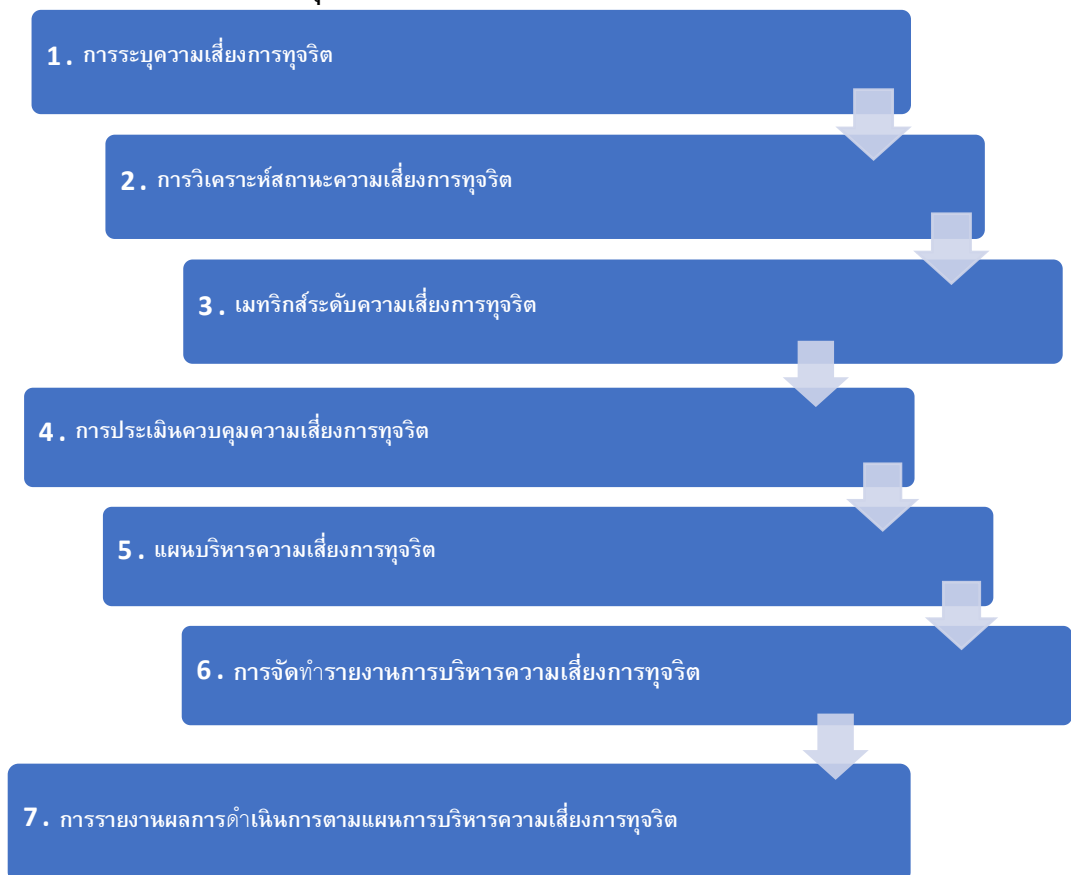 1. การระบุความเสี่ยงการทุจริต
2. การวิเคราะห์สถานะความเสี่ยงการทุจริต
3. เมทริกส์ระดับความเสี่ยงการทุจริต
4. การประเมินควบคุมความเสี่ยงการทุจริต
5. แผนบริหารความเสี่ยงการทุจริต
6. การจัดทำรายงานการบริหารความเสี่ยงการทุจริต
7. การรายงานผลการดำเนินการตามแผนการบริหารความเสี่ยงการทุจริต